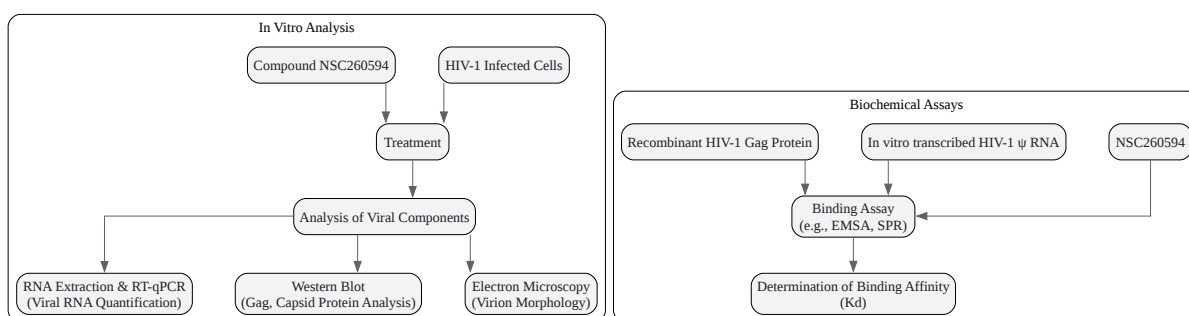 In Vitro Analysis
Compound NSC260594
HIV-1 Infected Cells
Treatment
Analysis of Viral Components
RNA Extraction & RT-qPCR
(Viral RNA Quantification)
Western Blot
(Gag, Capsid Protein Analysis)
Electron Microscopy
(Virion Morphology)
Biochemical Assays
Recombinant HIV-1 Gag Protein
In vitro transcribed HIV-1 ψ RNA
NSC260594
Binding Assay
(e.g., EMSA, SPR)
Determination of Binding Affinity
(Kd)